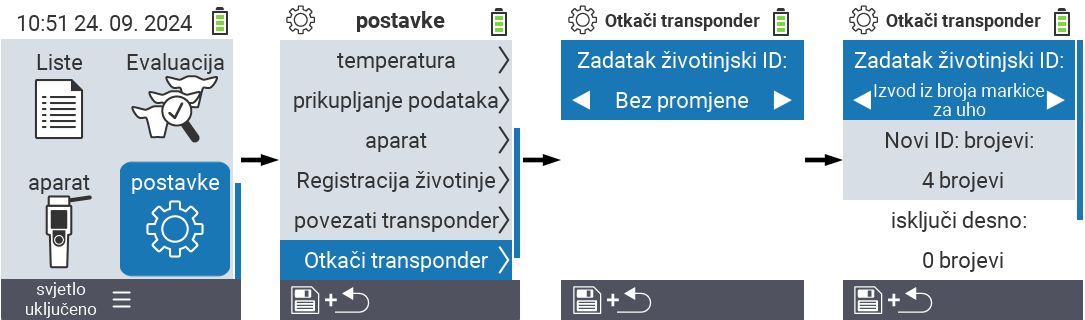 10:51 24. 09. 2024
Liste
Evaluacija
aparat
postavke
svjetlo
uključeno
postavke
temperatura
prikupljanje podataka
aparat
Registracija životinje
povezati transponder
Otkači transponder
+
Otkači transponder
Zadatak životinjski ID:
Bez promjene
+
Otkači transponder
Zadatak životinjski ID:
Izvod iz broja markice
za uho
Novi ID: brojevi:
4 brojevi
isključi desno:
0 brojevi
+